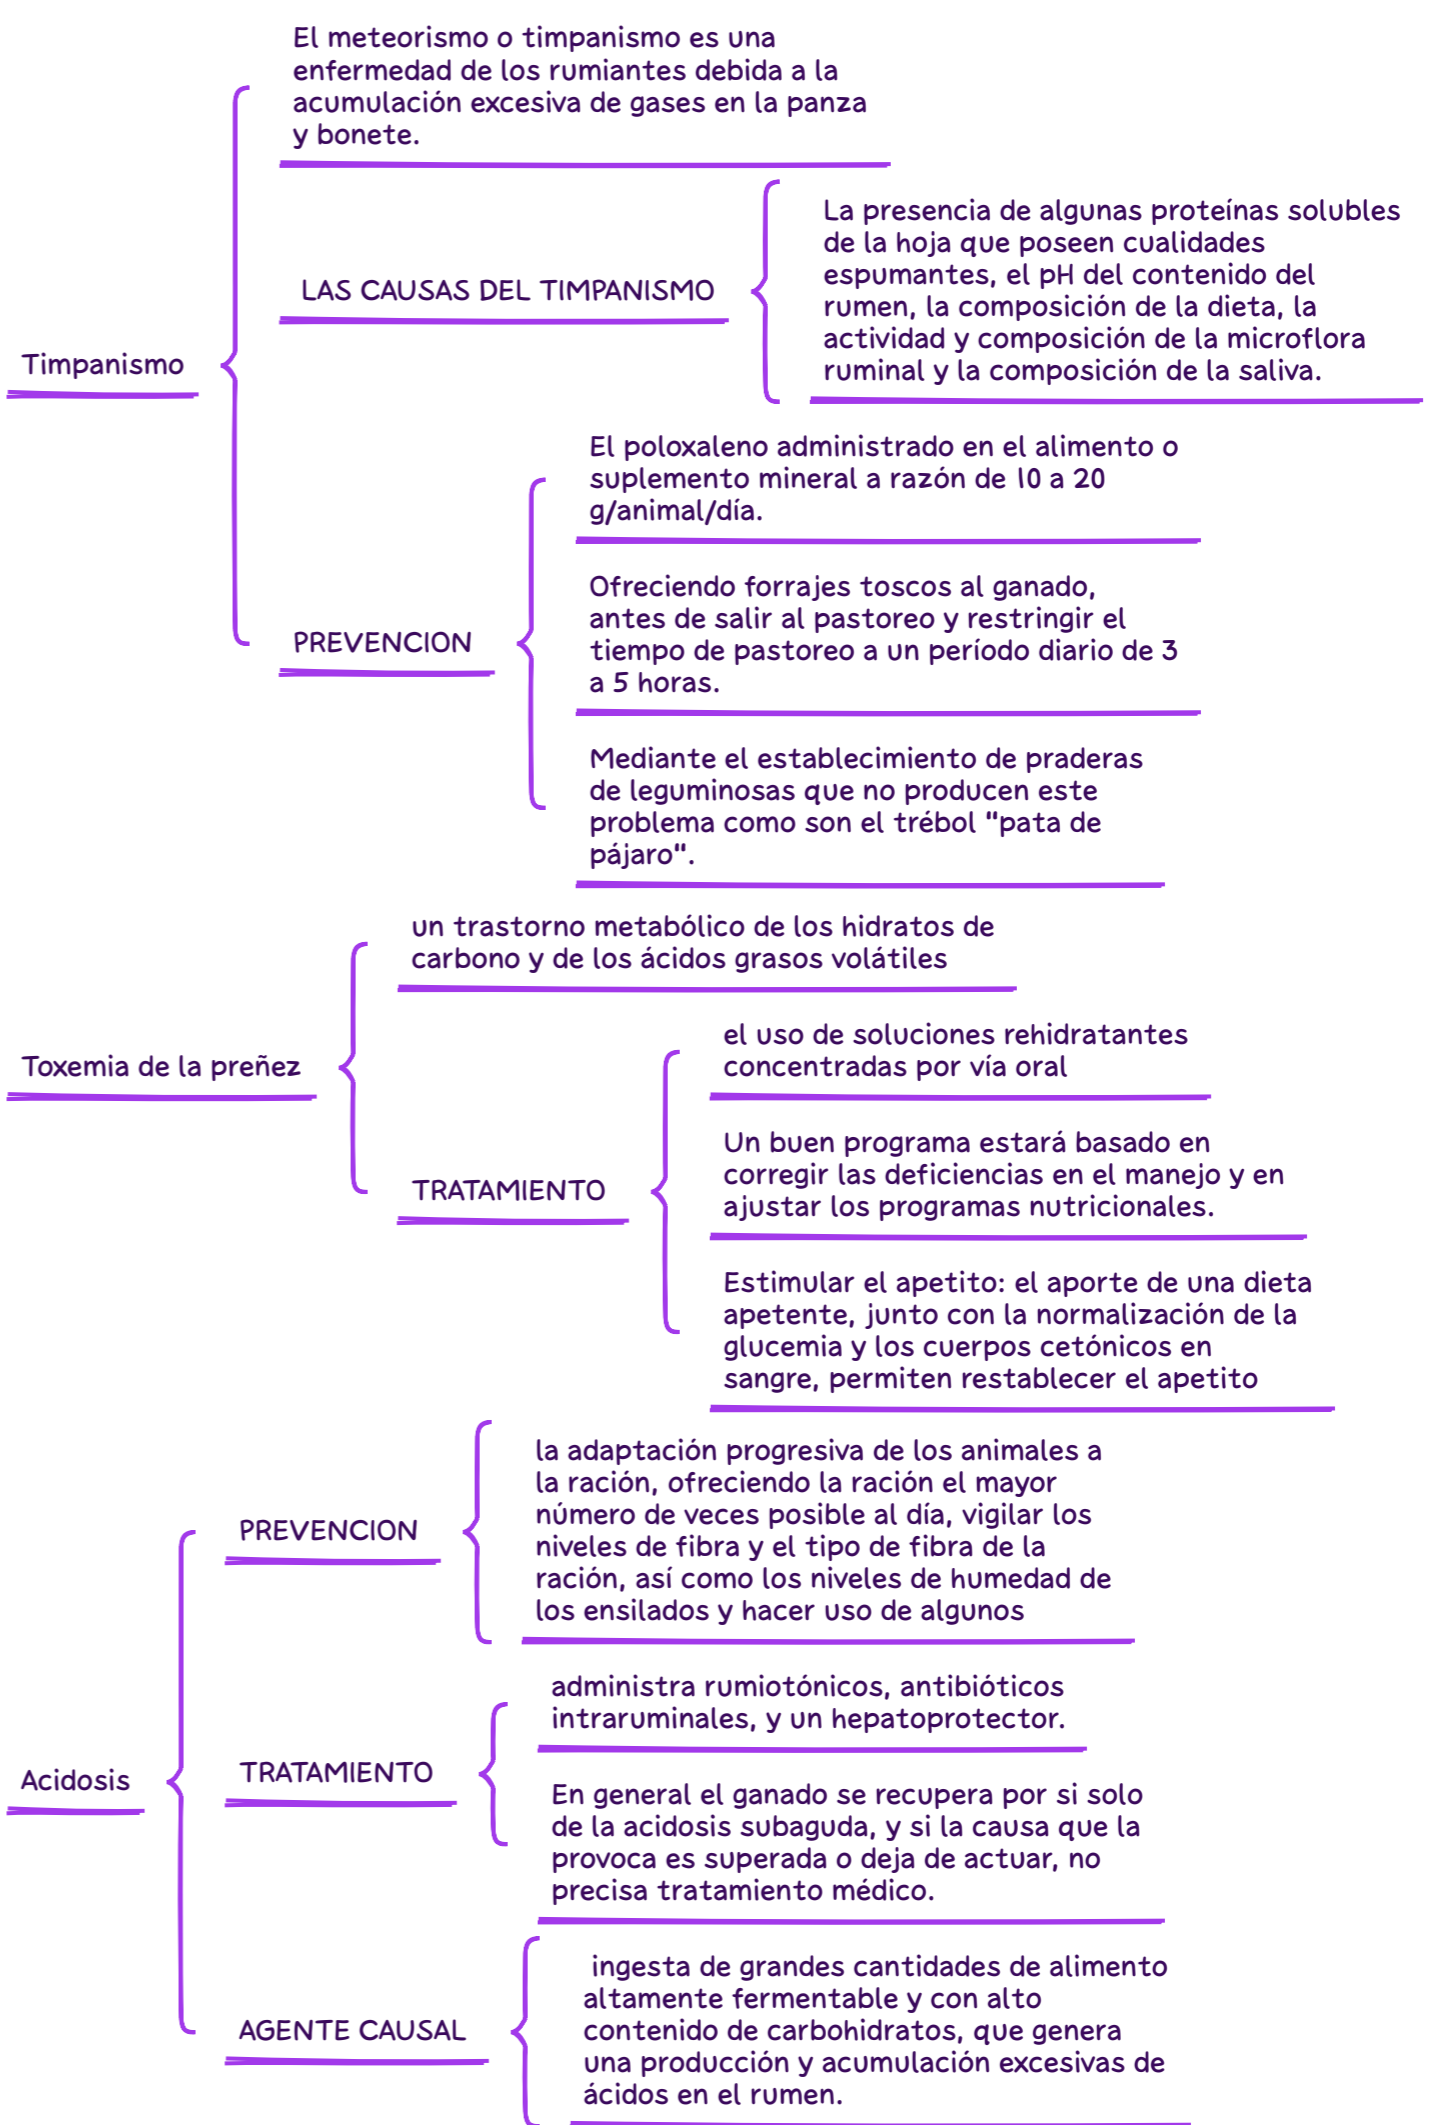 El meteorismo o timpanismo es una
enfermedad de los rumiantes debida a la
acumulación excesiva de gases en la panza
y bonete.
LAS CAUSAS DEL TIMPANISMO
La presencia de algunas proteínas solubles
de la hoja que poseen cualidades
espumantes, el pH del contenido del
rumen, la composición de la dieta, la
actividad y composición de la microflora
ruminal y la composición de la saliva.
Timpanismo
El poloxaleno administrado en el alimento o
suplemento mineral a razón de 10 a 20
g/animal/día.
PREVENCION
Ofreciendo forrajes toscos al ganado,
antes de salir al pastoreo y restringir el
tiempo de pastoreo a un período diario de 3
a 5 horas.
Mediante el establecimiento de praderas
de leguminosas que no producen este
problema como son el trébol "pata de
pájaro".
un trastorno metabólico de los hidratos de
carbono y de los ácidos grasos volátiles
Toxemia de la preñez
TRATAMIENTO
el uso de soluciones rehidratantes
concentradas por vía oral
Un buen programa estará basado en
corregir las deficiencias en el manejo y en
ajustar los programas nutricionales.
Estimular el apetito: el aporte de una dieta
apetente, junto con la normalización de la
glucemia y los cuerpos cetónicos en
sangre, permiten restablecer el apetito
PREVENCION
la adaptación progresiva de los animales a
la ración, ofreciendo la ración el mayor
número de veces posible al día, vigilar los
niveles de fibra y el tipo de fibra de la
ración, así como los niveles de humedad de
los ensilados y hacer uso de algunos
Acidosis
TRATAMIENTO
administra rumiotónicos, antibióticos
intraruminales, y un hepatoprotector.
En general el ganado se recupera por si solo
de la acidosis subaguda, y si la causa que la
provoca es superada o deja de actuar, no
precisa tratamiento médico.
AGENTE CAUSAL
ingesta de grandes cantidades de alimento
altamente fermentable y con alto
contenido de carbohidratos, que genera
una producción y acumulación excesivas de
ácidos en el rumen.